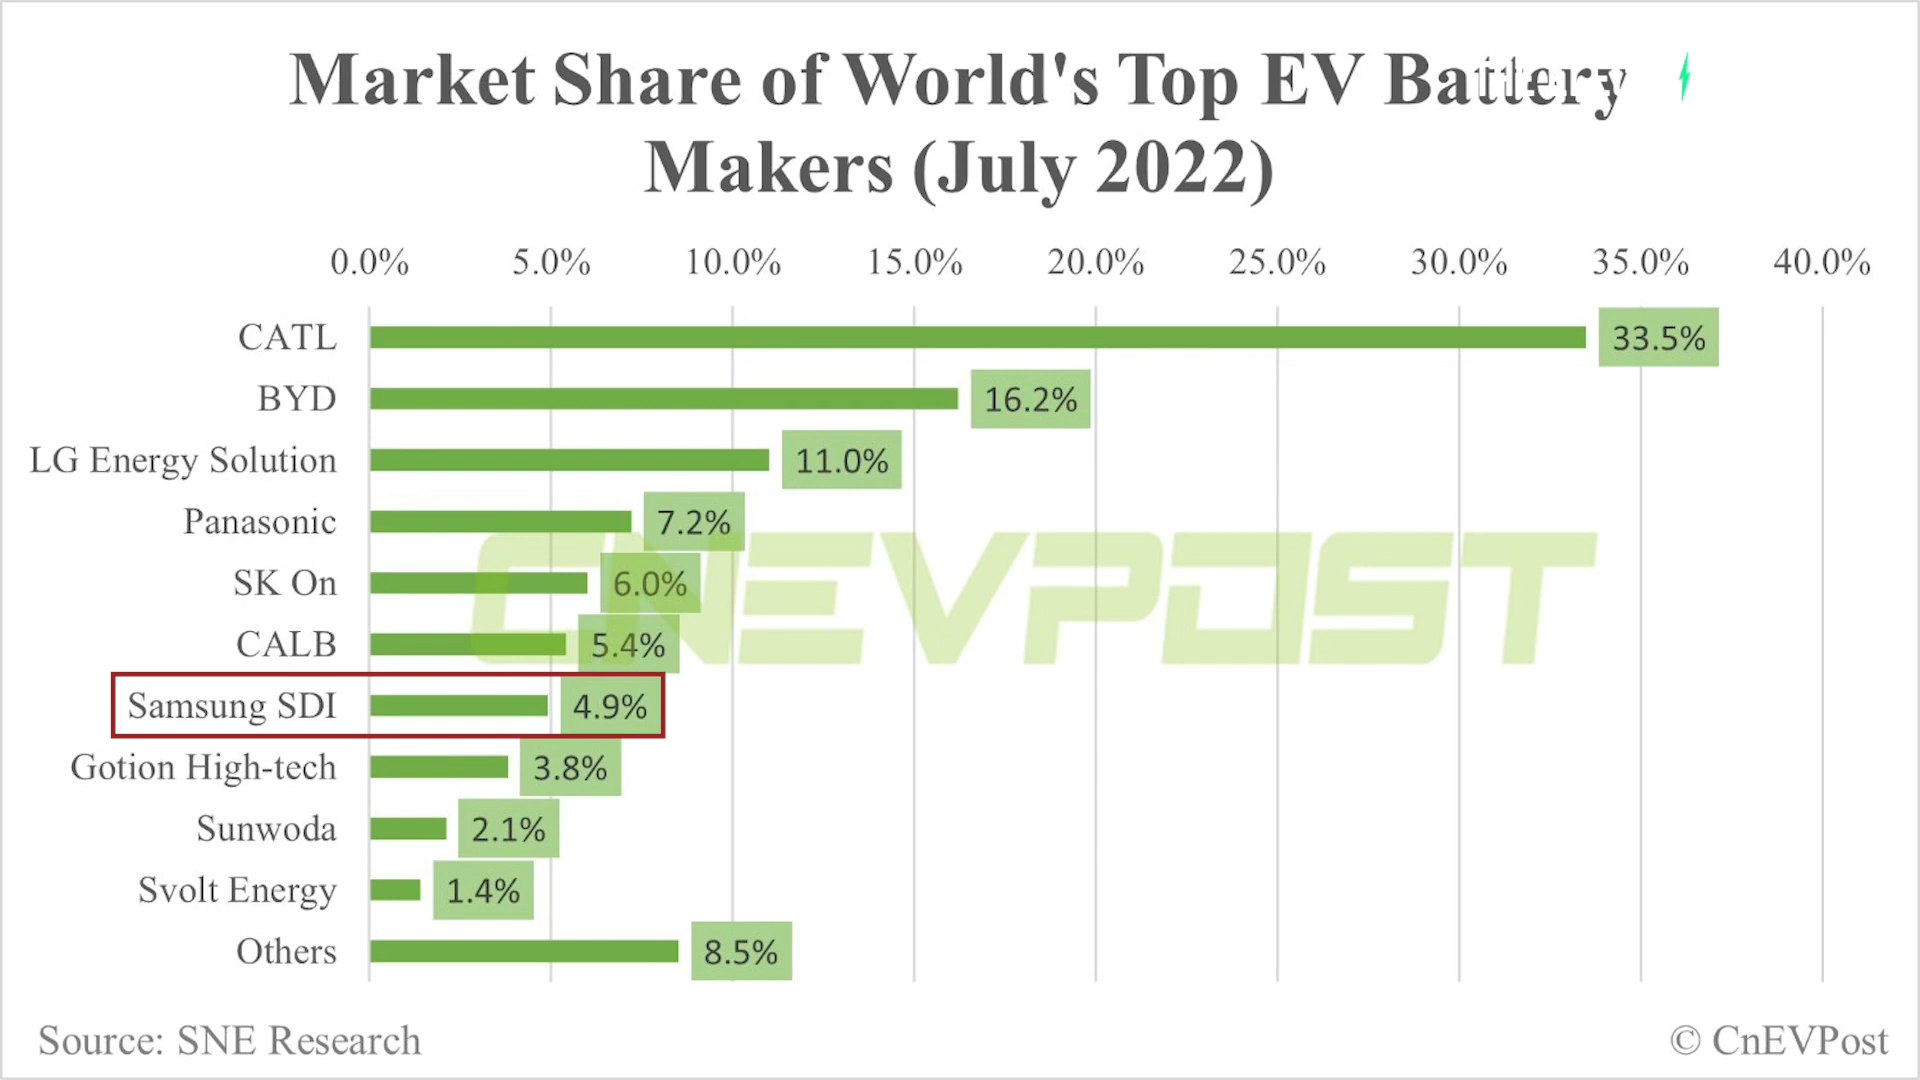 Market Share of World's Top EV Battery
Makers (July 2022)
0.0% 5.0% 10.0% 15.0% 20.0% 25.0% 30.0% 35.0% 40.0%
CATL 33.5%
BYD 16.2%
LG Energy Solution 11.0%
Panasonic 7.2%
SK On 6.0%
CALB 5.4%
Samsung SDI 4.9%
Gotion High-tech 3.8%
Sunwoda 2.1%
Svolt Energy 1.4%
Others 8.5%
CNEVPOST
Source: SNE Research
© CnEVPost